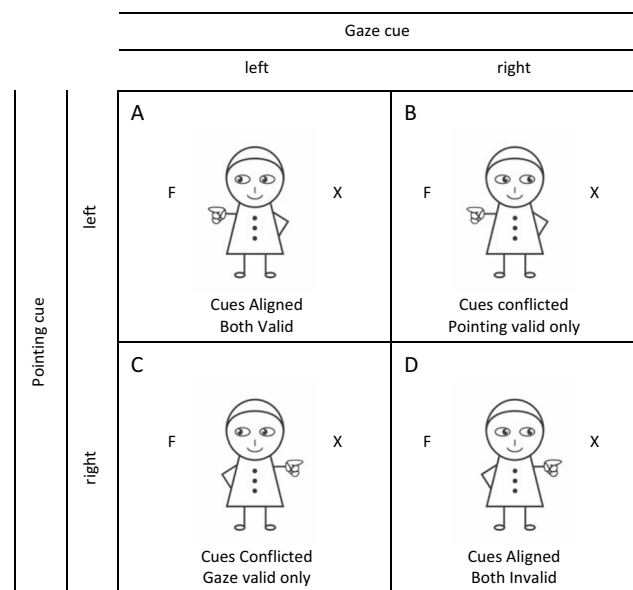 Gaze cue
left right
Pointing cue
left
A B
F X F X
Cues Aligned Cues conflicted
Both Valid Pointing valid only
right
C D
F X F X
Cues Conflicted Cues Aligned
Gaze valid only Both Invalid